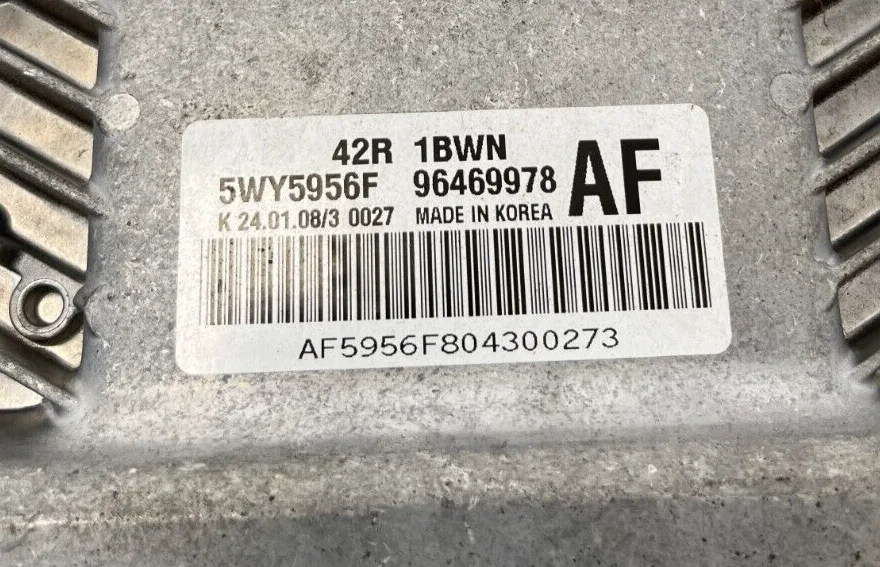 42R 1BWN
5WY5956F 96469978 AF
K 24.01.08/3 0027 MADE IN KOREA
AF5956F804300273